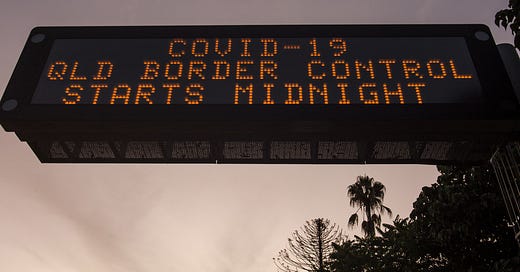 COVID-19
QLD BORDER CONTROL
STARTS MIDNIGHT